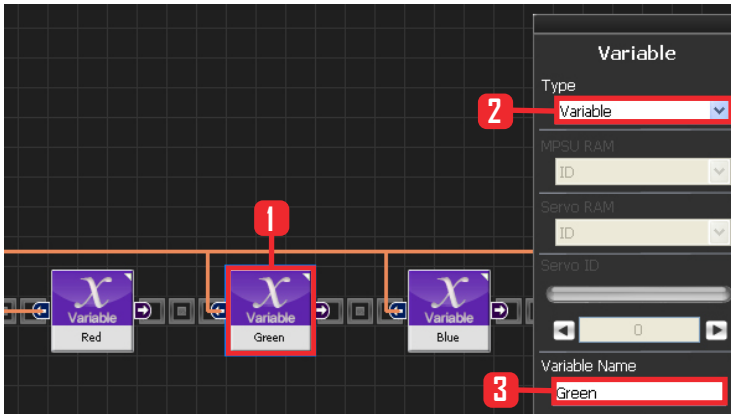 Variable
Type
2
Variable
MPSU RAM
ID
Servo RAM
1
ID
Servo ID
X
Variable
Red
X
Variable
Green
X
Variable
Blue
0
Variable Name
3
Green